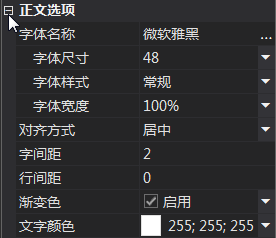 正文选项
字体名称 微软雅黑 ...
字体尺寸 48
字体样式 常规
字体宽度 100%
对齐方式 居中
字间距 2
行间距 0
渐变色 启用
文字颜色 255; 255; 255